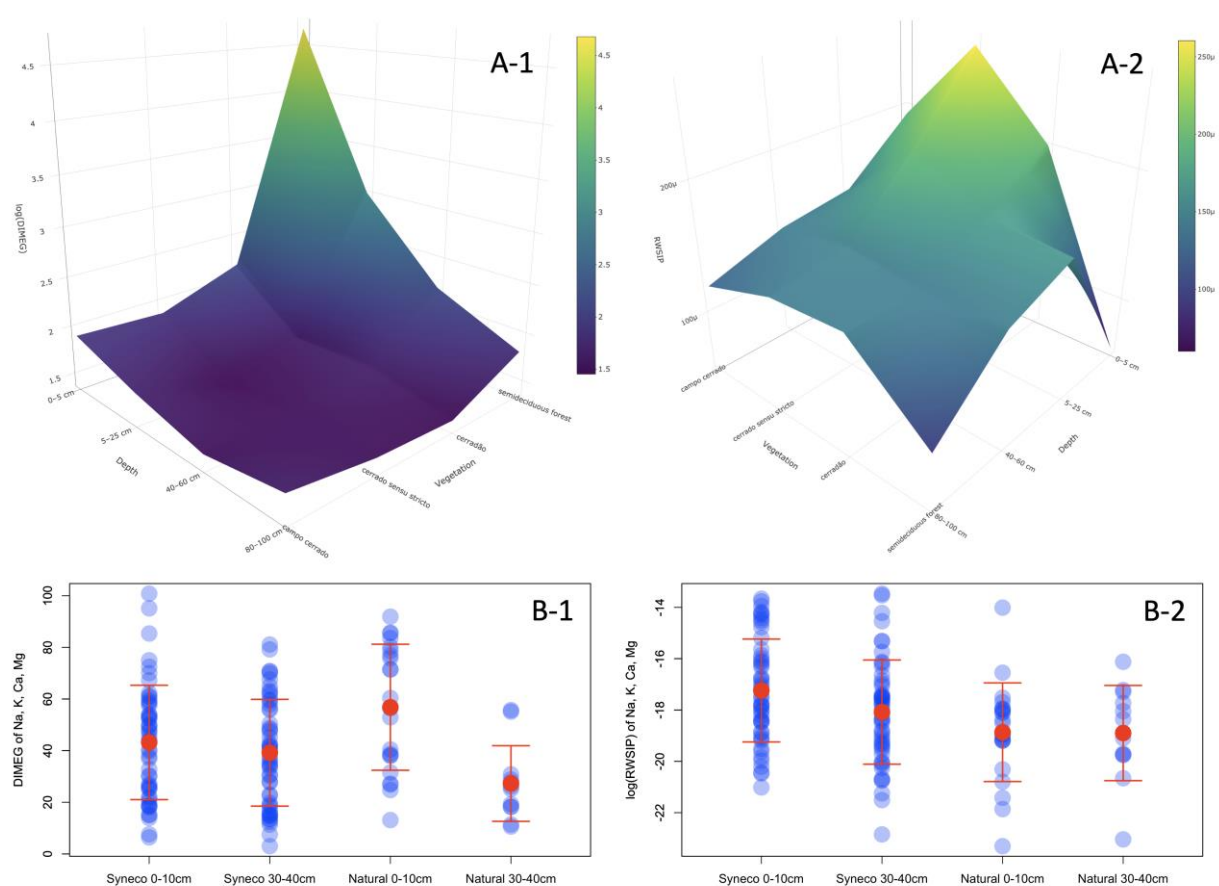 A-1
4.5
4
3.5
3
2.5
2
1.5
log(DIMEG)
0–5 cm
5–25 cm
40–60 cm
80–100 cm
Depth
campo cerrado
cerrado sensu stricto
cerradão
semideciduous forest
Vegetation
4.5
4
3.5
3
2.5
2
1.5
A-2
200µ
100µ
RWSIP
campo cerrado
cerrado sensu stricto
cerradão
semideciduous forest
Vegetation
0–5 cm
5–25 cm
40–60 cm
80–100 cm
Depth
250µ
200µ
150µ
100µ
B-1
DIMEG of Na, K, Ca, Mg
100
80
60
40
20
0
Syneco 0-10cm
Syneco 30-40cm
Natural 0-10cm
Natural 30-40cm
B-2
log(RWSIP) of Na, K, Ca, Mg
-14
-16
-18
-20
-22
Syneco 0-10cm
Syneco 30-40cm
Natural 0-10cm
Natural 30-40cm